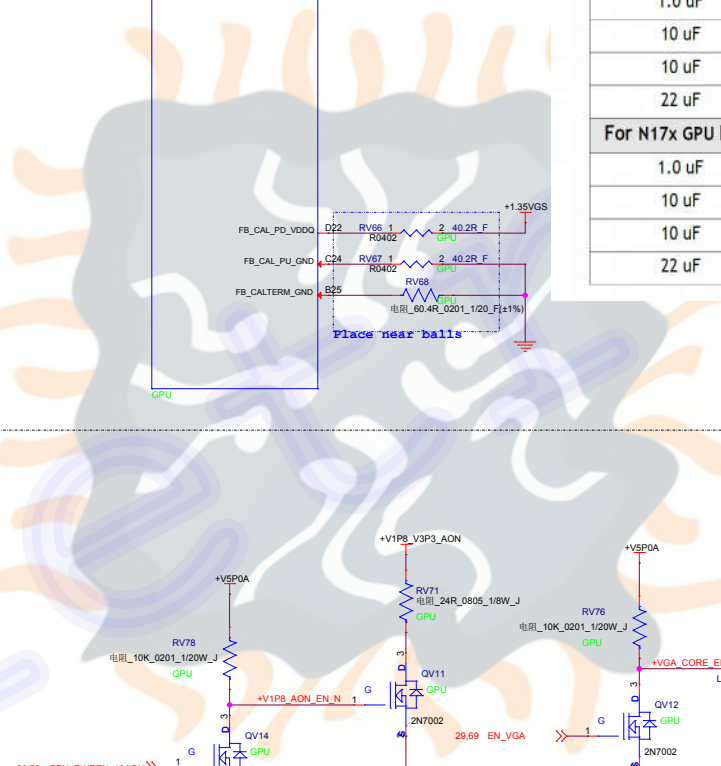 10 uF
10 uF
22 uF
For N17x GPU
1.0 uF
10 uF
10 uF
22 uF
+1.35VGS
FB_CAL_PD_VDDQ D22 RV66 1 2 40.2R_F
R0402 GPU
FB_CAL_PU_GND C24 RV67 1 2 40.2R_F
R0402 GPU
RV68
FB_CALTERM_GND B25 GPU
电阻_60.4R_0201_1/20_F(±1%)
Place near balls
GPU
+V1P8_V3P3_AON
+V5P0A
+V5P0A
RV71
电阻_24R_0805_1/8W_J
GPU
RV76
电阻_10K_0201_1/20W_J
GPU
RV78
电阻_10K_0201_1/20W_J
GPU
+VGA_CORE_E
QV11
+V1P8_AON_EN_N 1 G D 3 GPU
2N7002
S
QV12
29,69 EN_VGA 1 G D 3 GPU
2N7002
S
QV14
1 G D 3 GPU